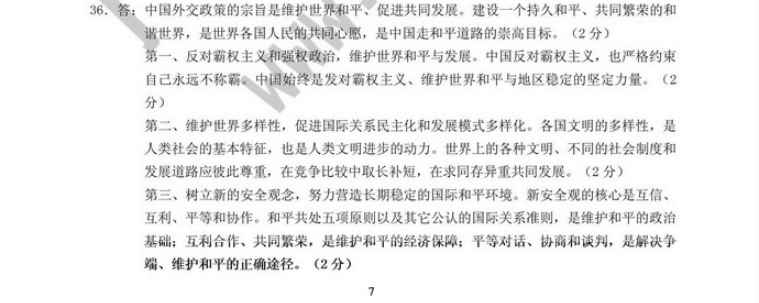 36. 答：中国外交政策的宗旨是维护世界和平、促进共同发展。建设一个持久和平、共同繁荣的和
谐世界，是世界各国人民的共同心愿，是中国走和平道路的崇高目标。（2 分）
第一、反对霸权主义和强权政治，维护世界和平与发展。中国反对霸权主义，也严格约束
自己永远不称霸。中国始终是发对霸权主义、维护世界和平与地区稳定的坚定力量。（2
分）
第二、维护世界多样性，促进国际关系民主化和发展模式多样化。各国文明的多样性，是
人类社会的基本特征，也是人类文明进步的动力。世界上的各种文明、不同的社会制度和
发展道路应彼此尊重，在竞争比较中取长补短，在求同存异重共同发展。（2 分）
第三、树立新的安全观念，努力营造长期稳定的国际和平环境。新安全观的核心是互信、
互利、平等和协作。和平共处五项原则以及其它公认的国际关系准则，是维护和平的政治
基础；互利合作、共同繁荣，是维护和平的经济保障；平等对话、协商和谈判，是解决争
端、维护和平的正确途径。（2 分）
7